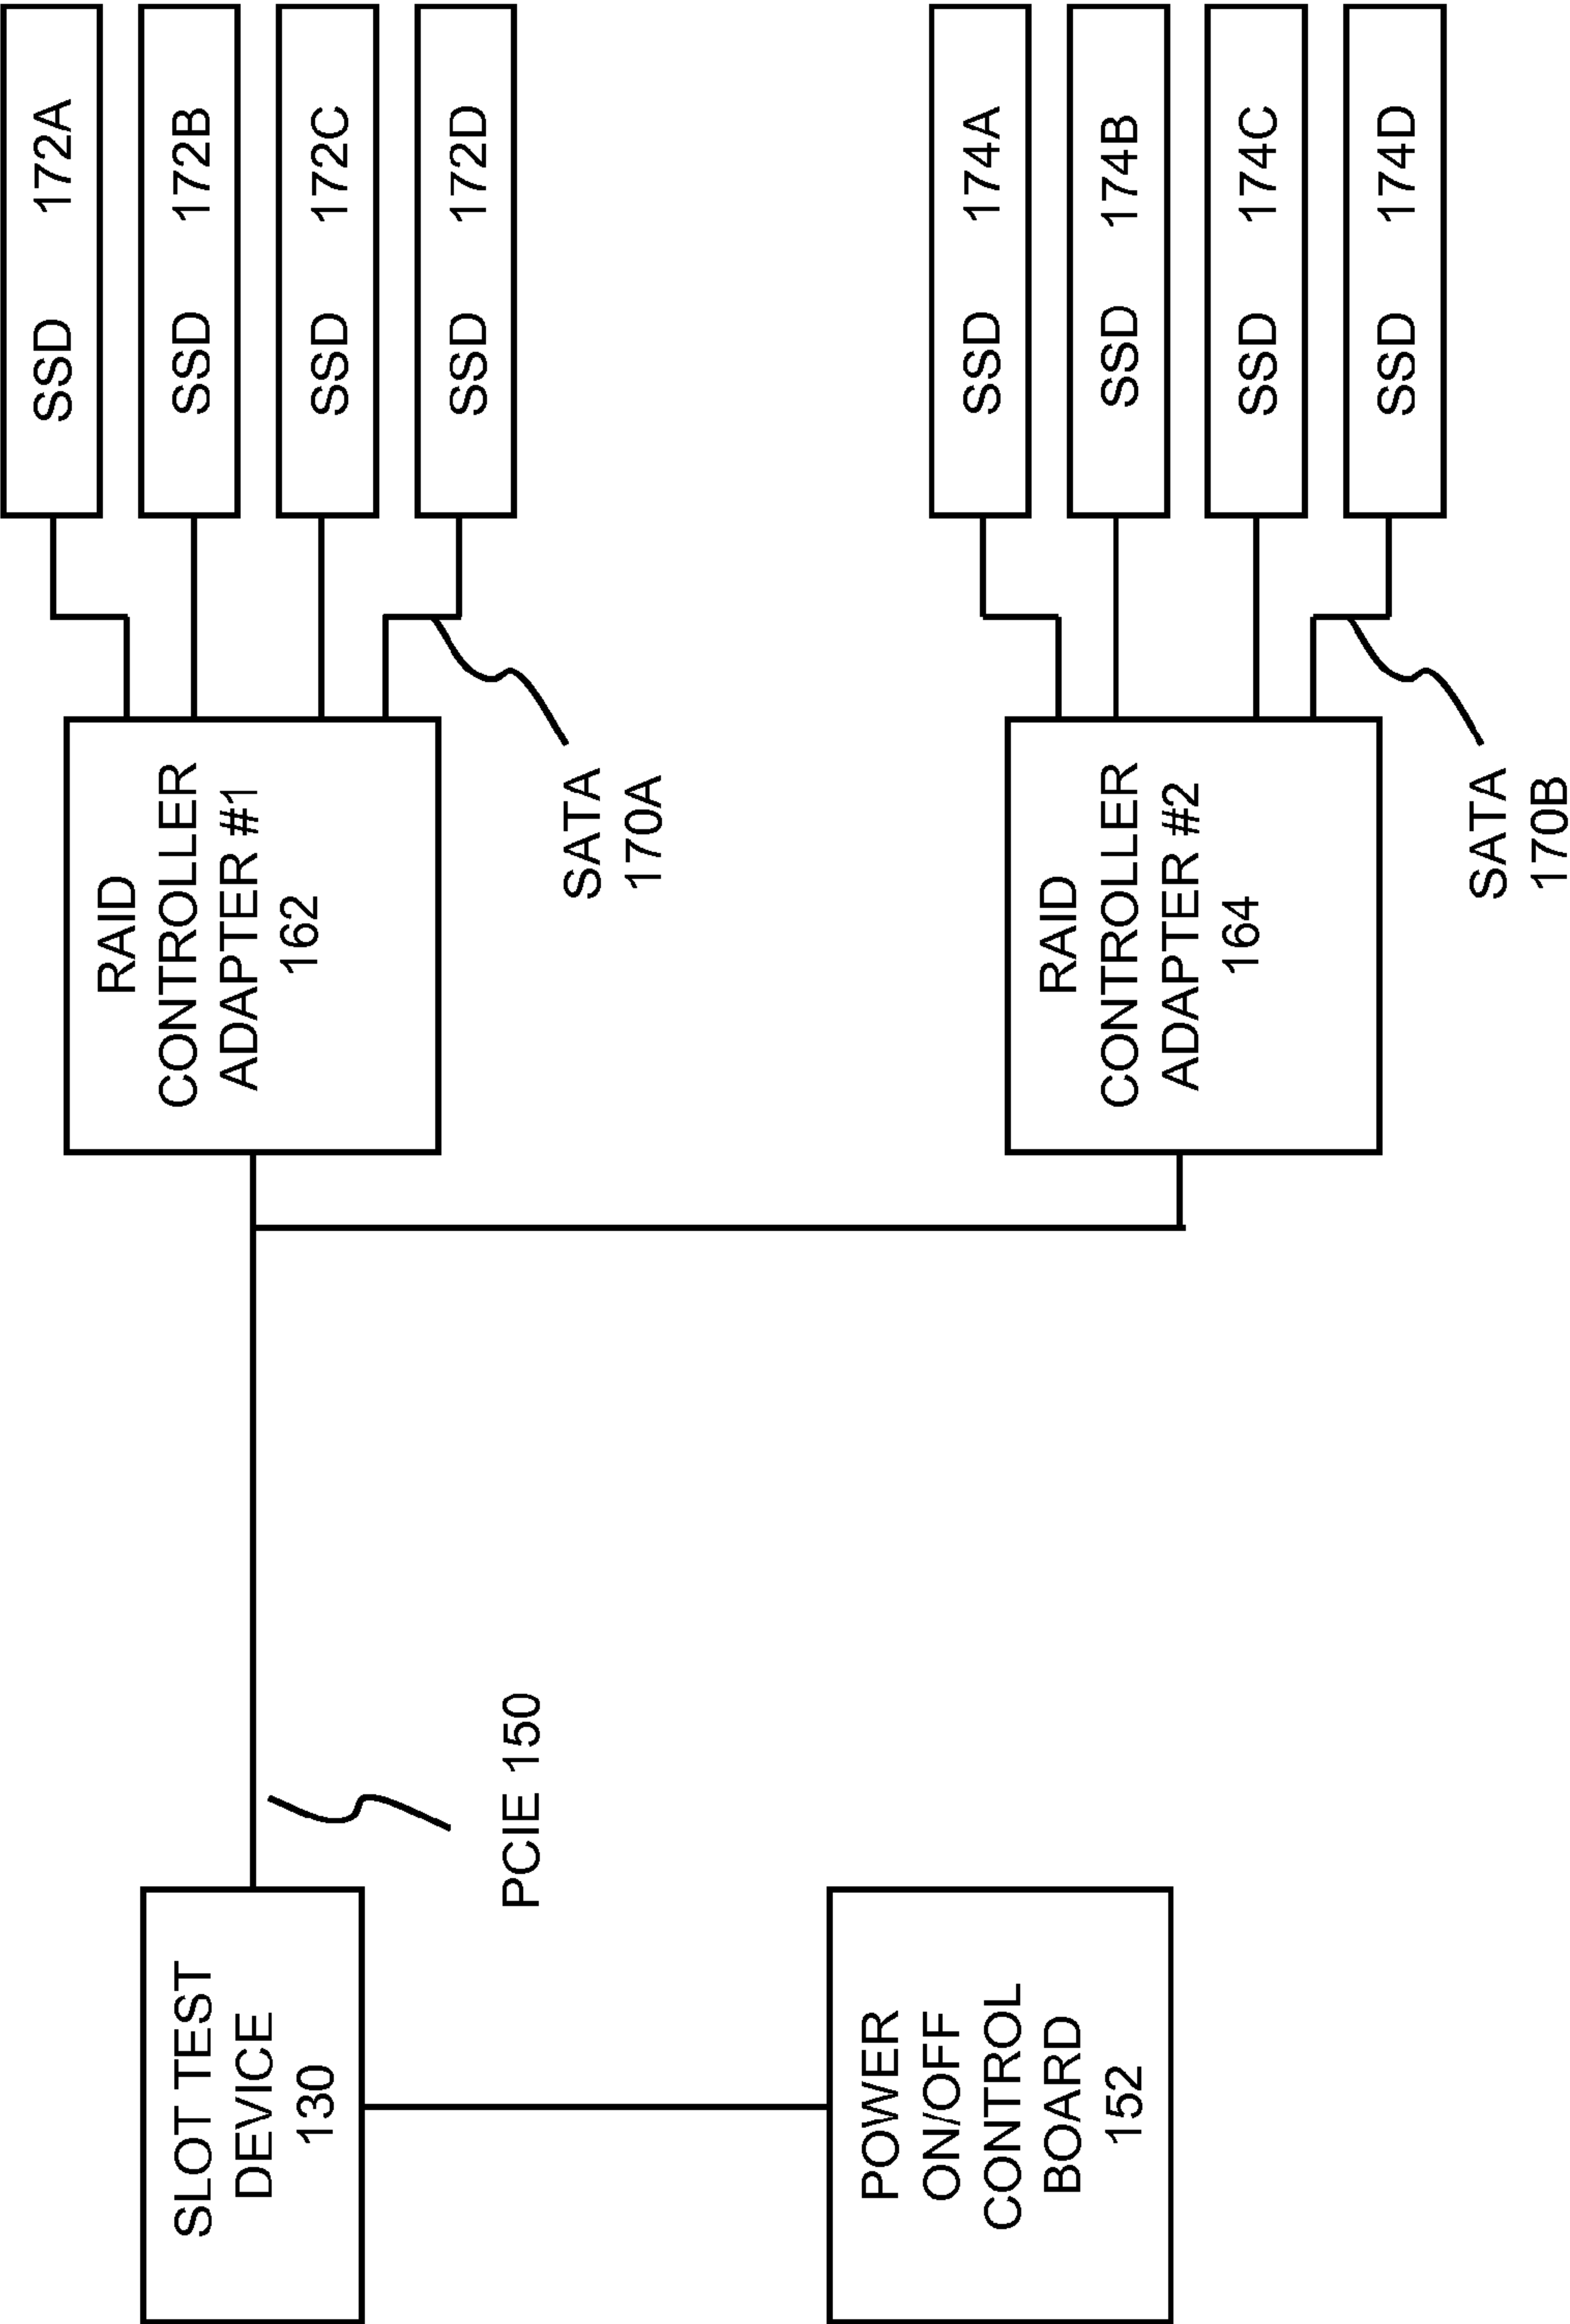 SLOT TEST
DEVICE
130
PCIE 150
POWER
ON/OFF
CONTROL
BOARD
152
RAID
CONTROLLER
ADAPTER #1
162
SATA
170A
SSD 172A
SSD 172B
SSD 172C
SSD 172D
RAID
CONTROLLER
ADAPTER #2
164
SATA
170B
SSD 174A
SSD 174B
SSD 174C
SSD 174D